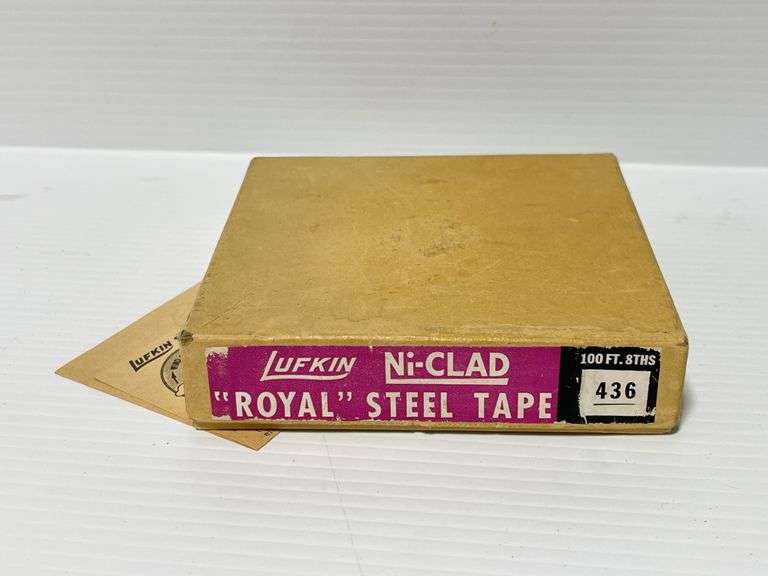 LUFKIN Ni-CLAD
"ROYAL" STEEL TAPE
100 FT. 8THS
436
LUFKIN